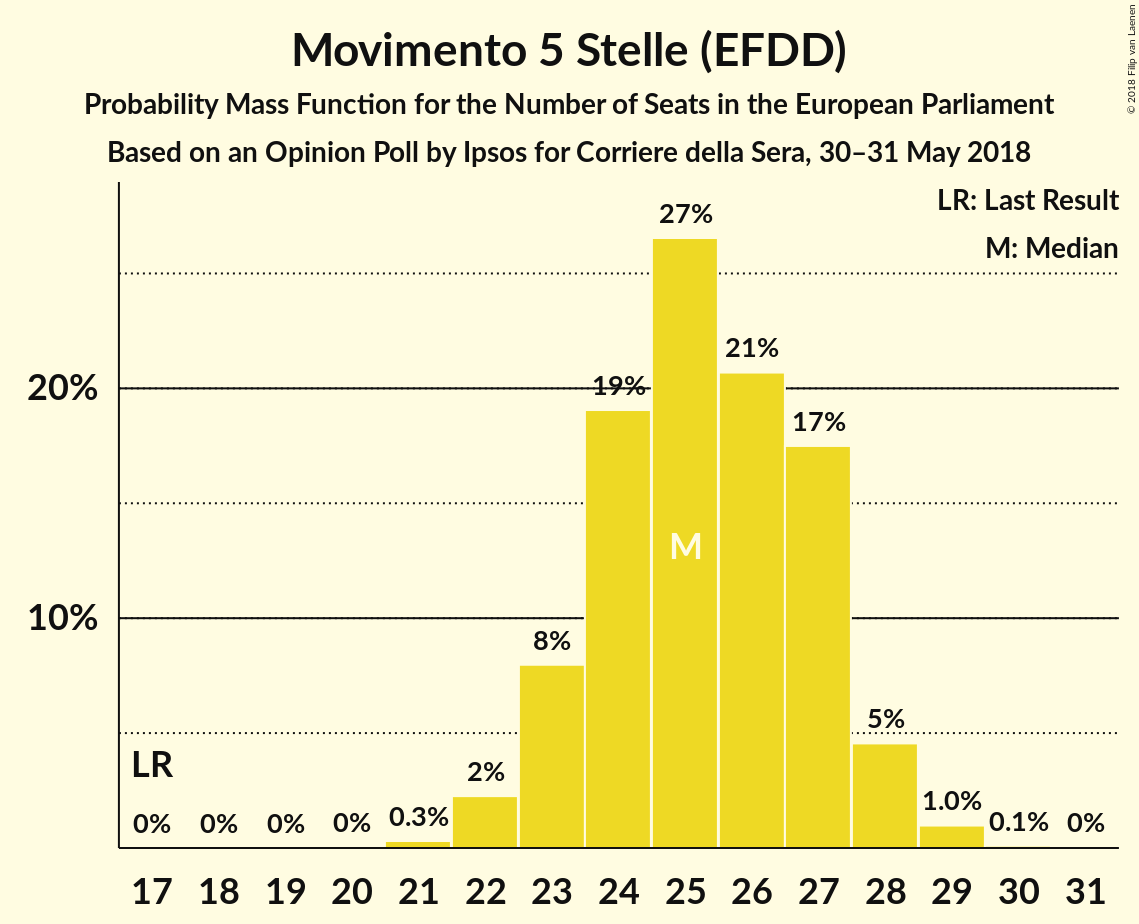 Movimento 5 Stelle (EFDD)
Probability Mass Function for the Number of Seats in the European Parliament
Based on an Opinion Poll by Ipsos for Corriere della Sera, 30–31 May 2018
© 2018 Filip van Laenen
LR: Last Result
M: Median
27%
21%
20%
19%
17%
M
10%
8%
5%
LR
2%
1.0%
0% 0% 0% 0% 0.3% 0.1% 0%
17 18 19 20 21 22 23 24 25 26 27 28 29 30 31